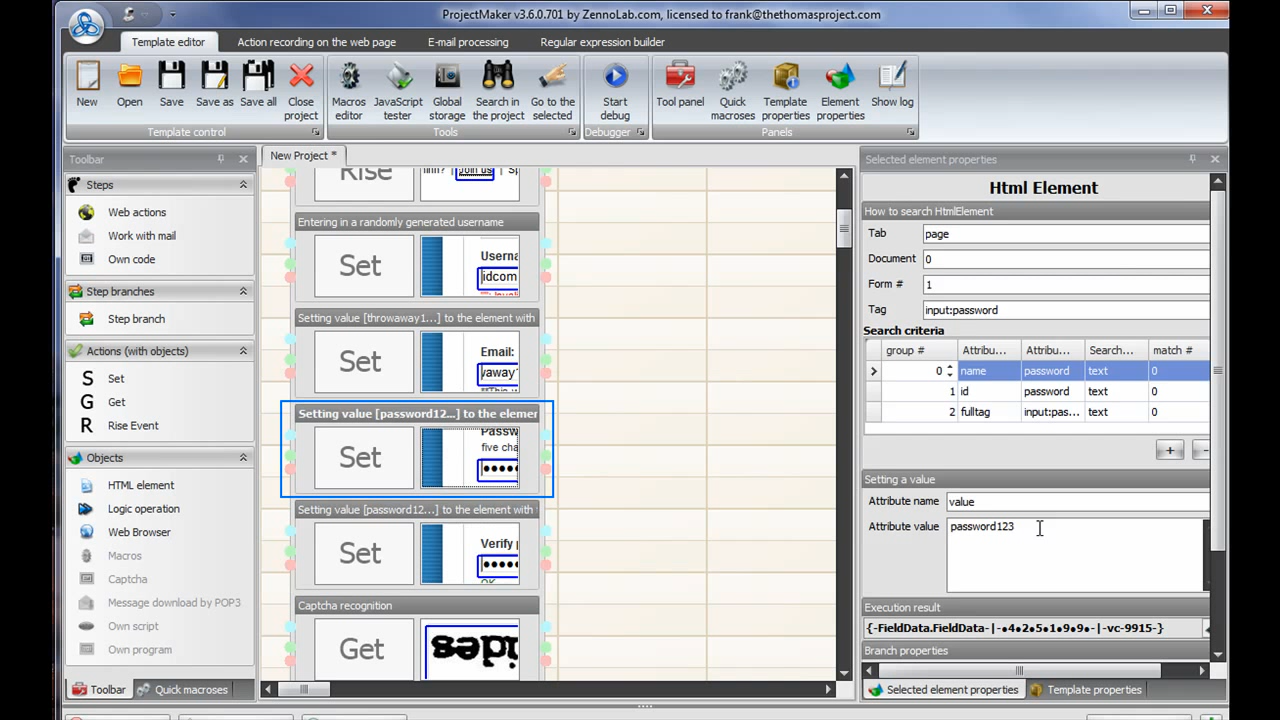 ProjectMaker v3.6.0.701 by ZennoLab.com, licensed to frank@thethomasproject.com
Template editor Action recording on the web page E-mail processing Regular expression builder
New Open Save Save as Save all Close project Macros editor JavaScript tester Global storage Search in the project Go to the selected Start debug Tool panel Quick macroses Template properties Element properties Show log
Template control Tools Debugger Panels
Toolbar
Steps
Web actions
Work with mail
Own code
Step branches
Step branch
Actions (with objects)
S Set
G Get
R Rise Event
Objects
HTML element
Logic operation
Web Browser
Macros
Captcha
Message download by POP3
Own script
Own program
Toolbar Quick macroses
New Project *
Rise Join us
Entering in a randomly generated username
Set Userna
idcom
Setting value [throwaway1...] to the element with
Set Email:
yaway
Setting value [password12...] to the elemer
Set Passw
five cha
Setting value [password12...] to the element with
Set Verify
Captcha recognition
Get
Selected element properties
Html Element
How to search HtmlElement
Tab page
Document 0
Form # 1
Tag input:password
Search criteria
group # Attribu... Attribu... Search... match #
0 name password text 0
1 id password text 0
2 fulltag input:pas... text 0
+ -
Setting a value
Attribute name value
Attribute value password123
Execution result
{-FieldData.FieldData-|-•4•2•5•1•9•9•-|-vc-9915-}
Branch properties
Selected element properties Template properties